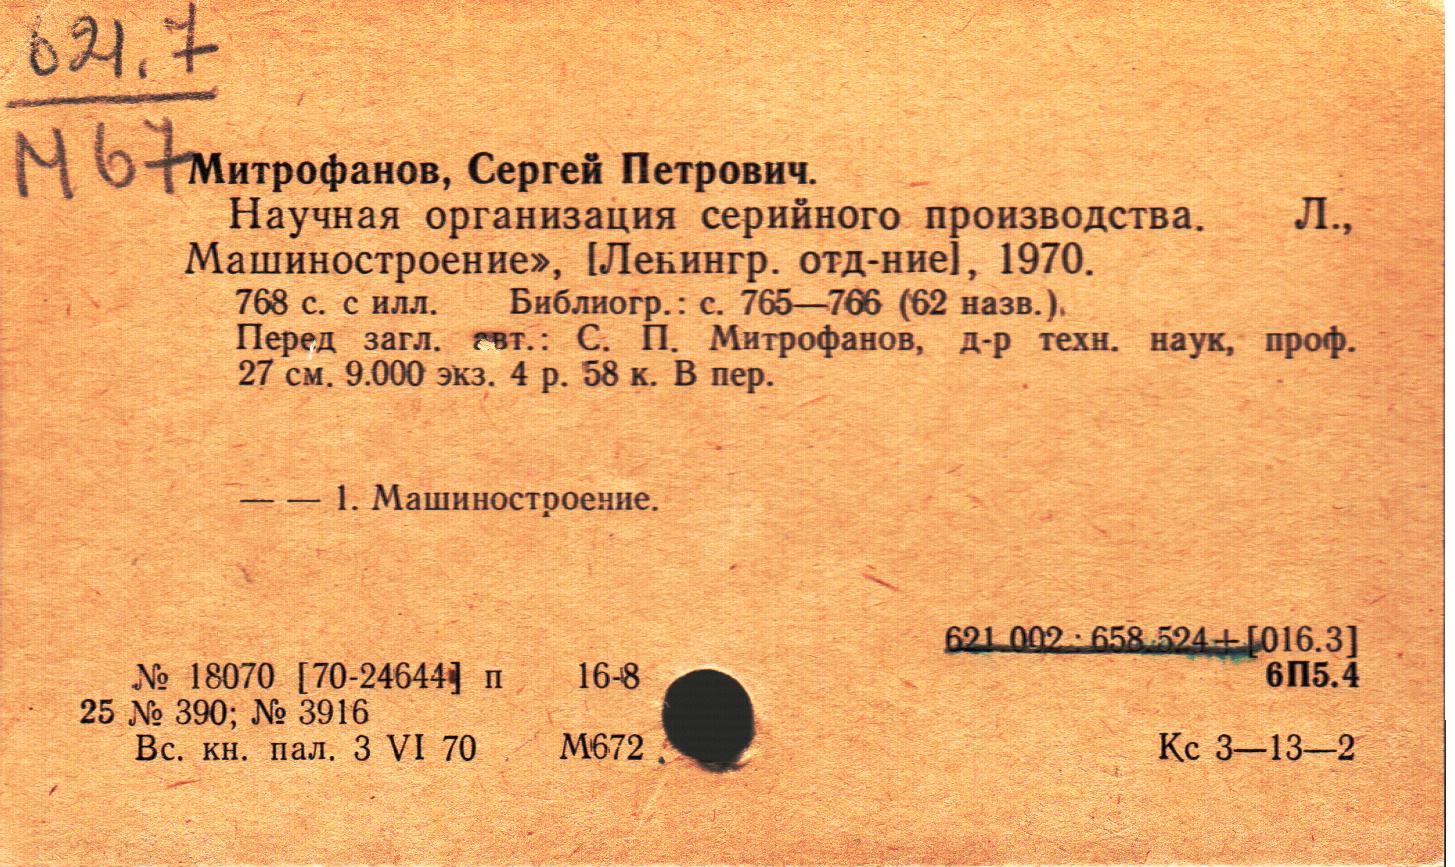 621.7
М67
Митрофанов, Сергей Петрович.
Научная организация серийного производства. Л.,
Машиностроение», [Ленингр. отд-ние], 1970.
768 с. с илл. Библиогр.: с. 765—766 (62 назв.).
Перед загл. авт.: С. П. Митрофанов, д-р техн. наук, проф.
27 см. 9.000 экз. 4 р. 58 к. В пер.
— — 1. Машиностроение.
621.002 : 658.524+[016.3]
№ 18070 [70-24644] п 16-8 6П5.4
25 № 390; № 3916
Вс. кн. пал. 3 VI 70 М672 Кс 3—13—2